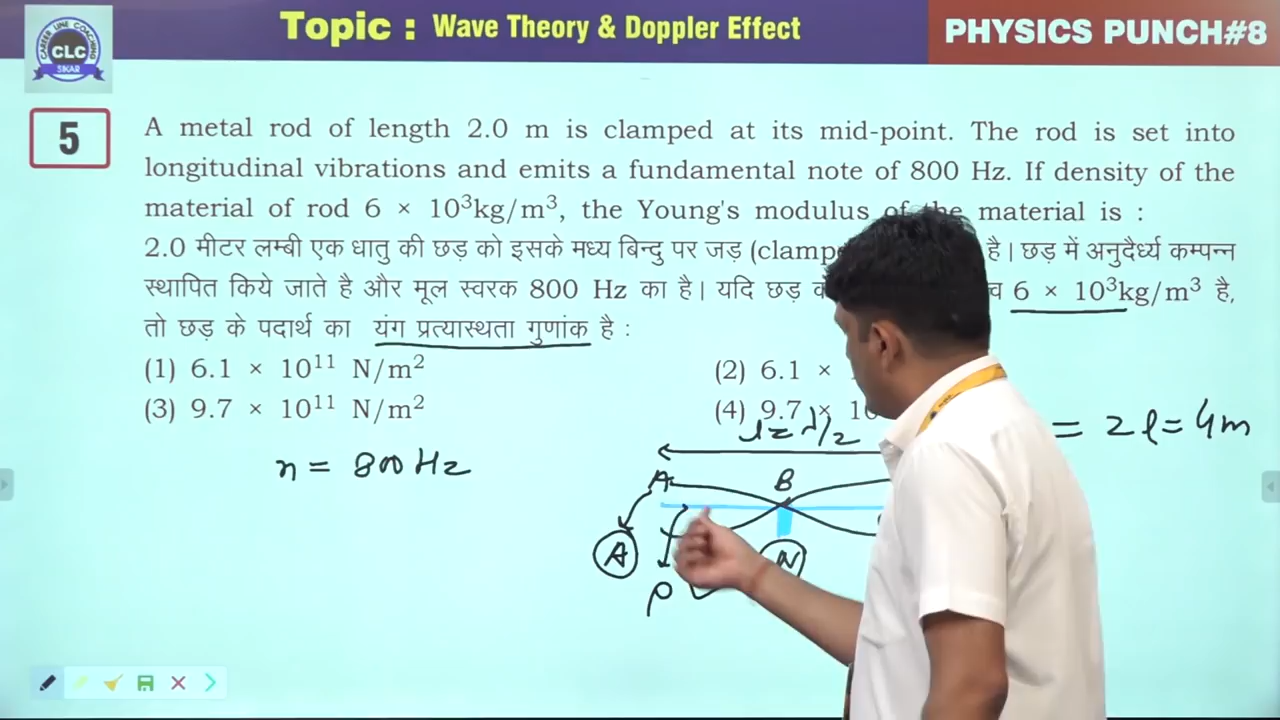 Topic : Wave Theory & Doppler Effect
PHYSICS PUNCH#8
CAREER LINE COACHING
CLC
SIKAR
5
A metal rod of length 2.0 m is clamped at its mid-point. The rod is set into
longitudinal vibrations and emits a fundamental note of 800 Hz. If density of the
material of rod 6 × 10³kg/m³, the Young's modulus of the material is :
2.0 मीटर लम्बी एक धातु की छड़ को इसके मध्य बिन्दु पर जड़ (clamp है। छड़ में अनुदैर्ध्य कम्पन्न
स्थापित किये जाते है और मूल स्वरक 800 Hz का है। यदि छड़ 6 × 10³kg/m³ है,
तो छड़ के पदार्थ का यंग प्रत्यास्थता गुणांक है :
(1) 6.1 × 10¹¹ N/m²
(2) 6.1 ×
(3) 9.7 × 10¹¹ N/m²
(4) 9.7 × 10
l = λ/2
= 2l = 4m
n = 800 Hz
A
B
A
N
ρ